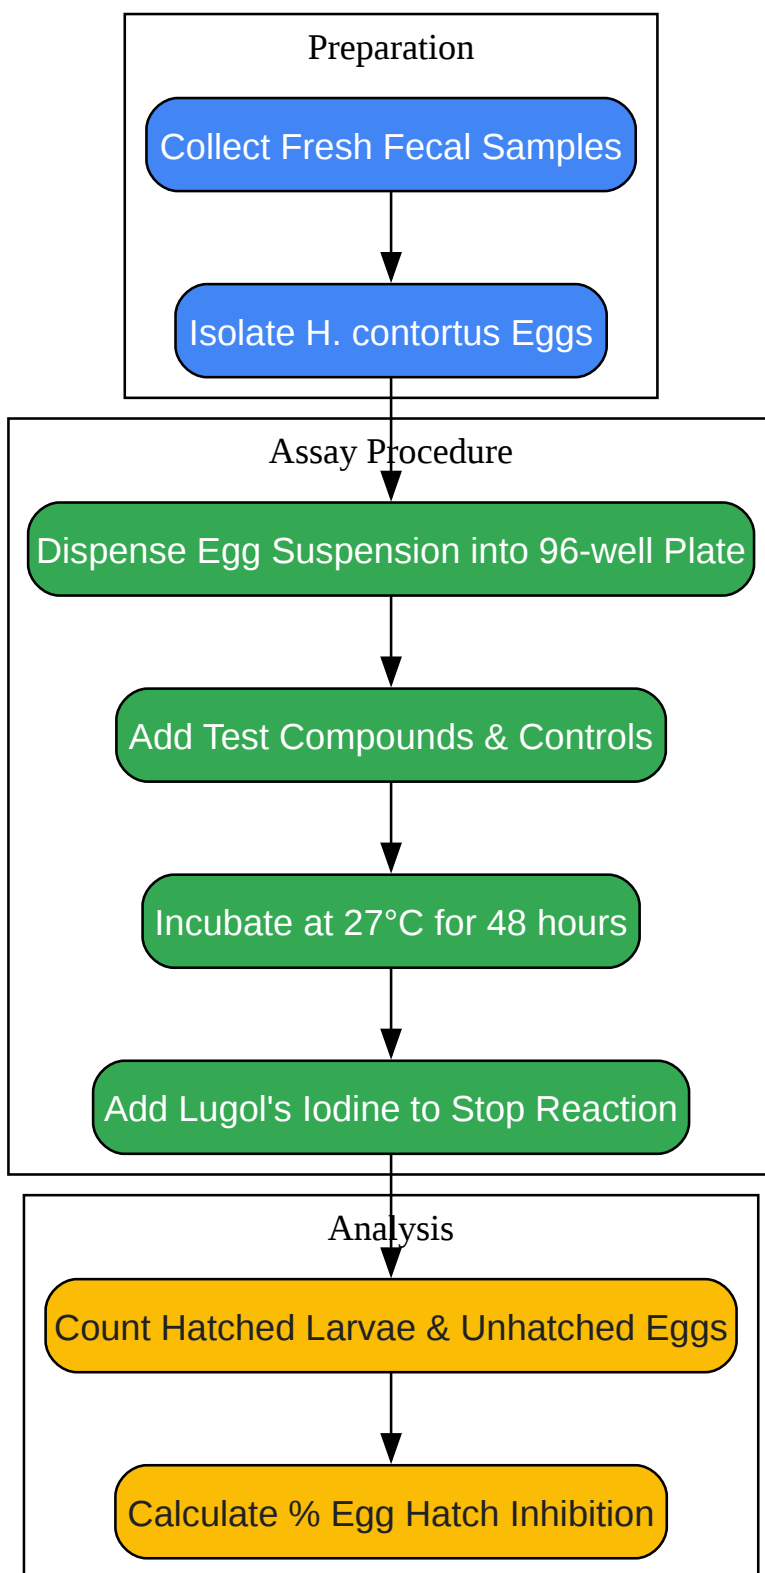 Preparation
Collect Fresh Fecal Samples
Isolate H. contortus Eggs
Assay Procedure
Dispense Egg Suspension into 96-well Plate
Add Test Compounds & Controls
Incubate at 27°C for 48 hours
Add Lugol's Iodine to Stop Reaction
Analysis
Count Hatched Larvae & Unhatched Eggs
Calculate % Egg Hatch Inhibition